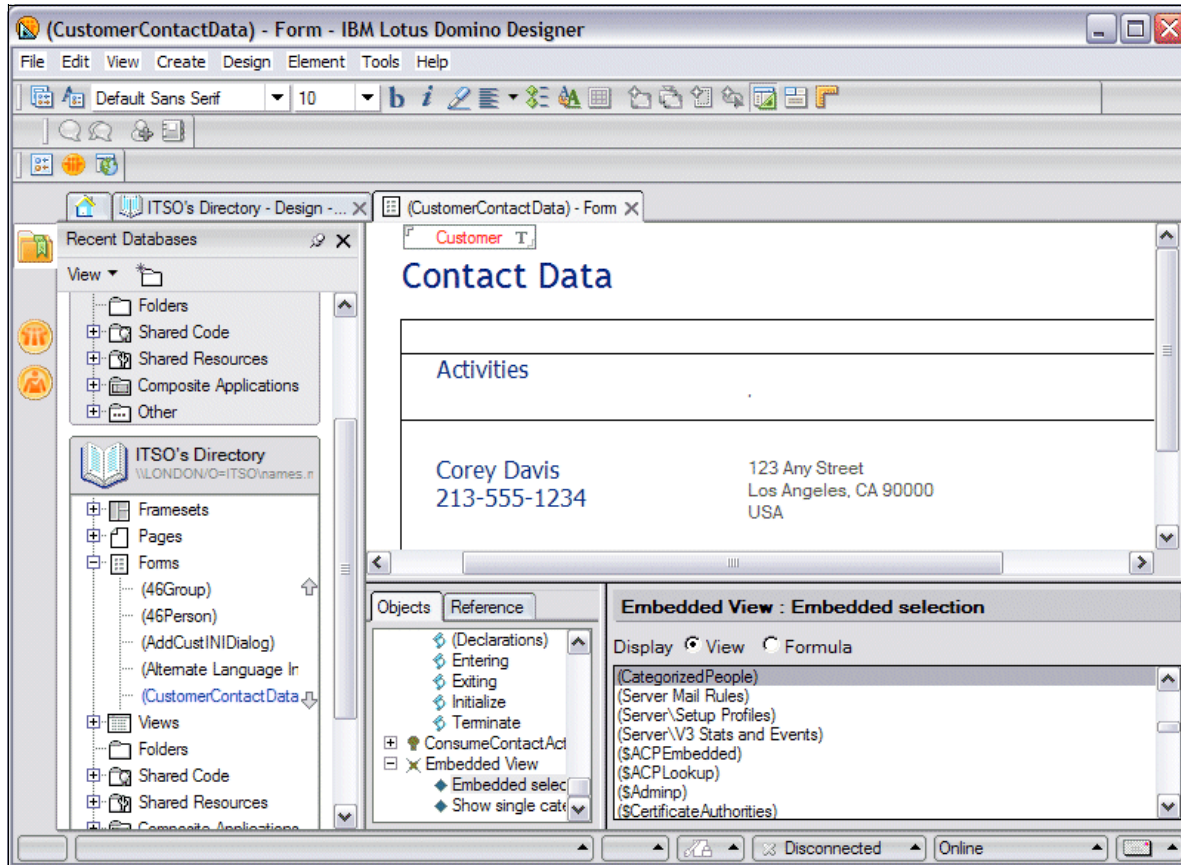 (CustomerContactData) - Form - IBM Lotus Domino Designer
File Edit View Create Design Element Tools Help
Default Sans Serif 10 b i
ITSO's Directory - Design -... (CustomerContactData) - Form
Recent Databases
View
Folders
Shared Code
Shared Resources
Composite Applications
Other
ITSO's Directory
\\LONDON/O=ITSO\names.n
Framesets
Pages
Forms
(46Group)
(46Person)
(AddCustINIDialog)
(Alternate Language In
(CustomerContactData
Views
Folders
Shared Code
Shared Resources
Composite Applications
Customer T
Contact Data
Activities
Corey Davis
213-555-1234
123 Any Street
Los Angeles, CA 90000
USA
Objects Reference
(Declarations)
Entering
Exiting
Initialize
Terminate
ConsumeContactAct
Embedded View
Embedded selec
Show single cate
Embedded View : Embedded selection
Display View Formula
(CategorizedPeople)
(Server Mail Rules)
(Server\Setup Profiles)
(Server\V3 Stats and Events)
($ACPEmbedded)
($ACPLookup)
($Adminp)
($CertificateAuthorities)
Disconnected Online